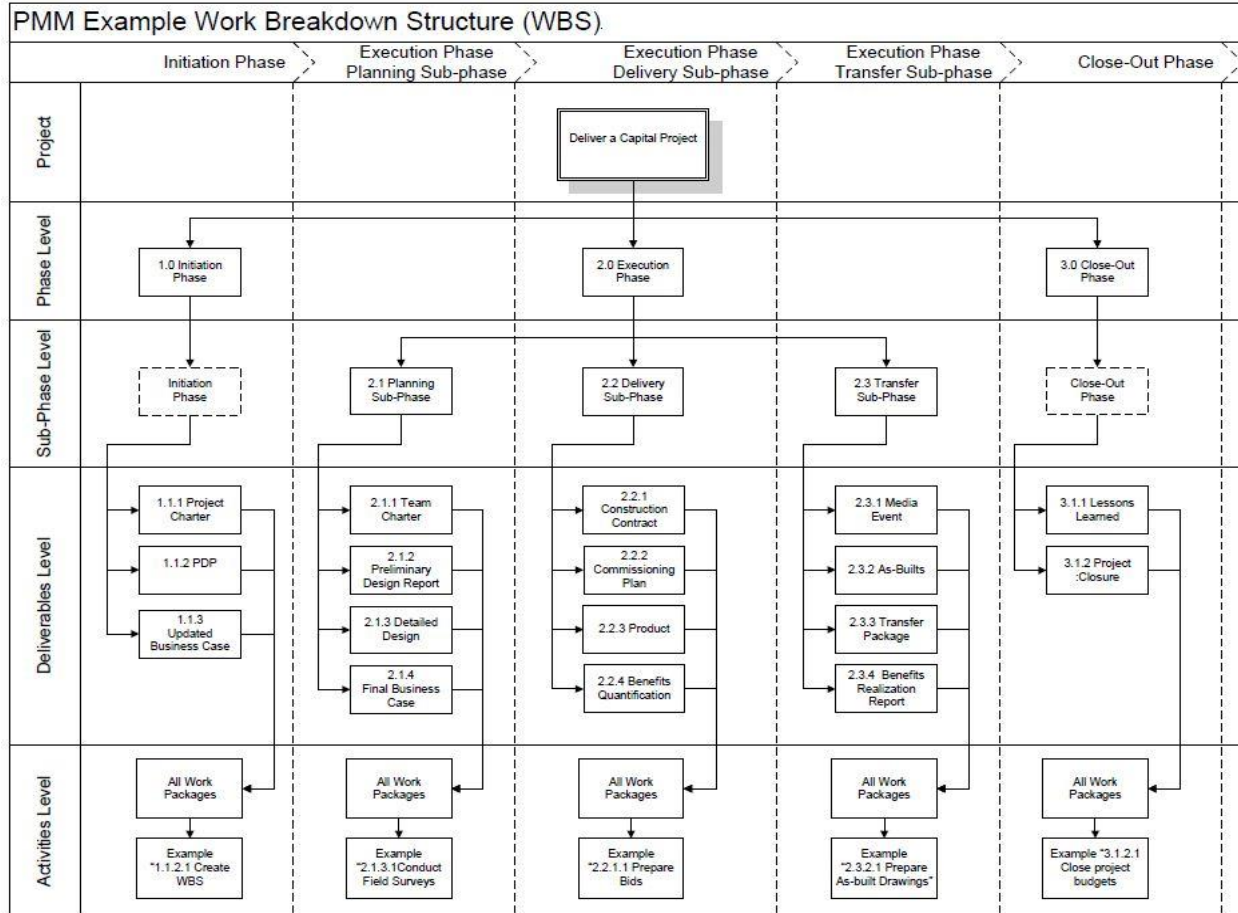 PMM Example Work Breakdown Structure (WBS).
Initiation Phase
Execution Phase
Planning Sub-phase
Execution Phase
Delivery Sub-phase
Execution Phase
Transfer Sub-phase
Close-Out Phase
Project
Deliver a Capital Project
Phase Level
1.0 Initiation
Phase
2.0 Execution
Phase
3.0 Close-Out
Phase
Sub-Phase Level
Initiation
Phase
2.1 Planning
Sub-Phase
2.2 Delivery
Sub-Phase
2.3 Transfer
Sub-Phase
Close-Out
Phase
Deliverables Level
1.1.1 Project
Charter
1.1.2 PDP
1.1.3
Updated
Business Case
2.1.1 Team
Charter
2.1.2
Preliminary
Design Report
2.1.3 Detailed
Design
2.1.4
Final Business
Case
2.2.1
Construction
Contract
2.2.2
Commissioning
Plan
2.2.3 Product
2.2.4 Benefits
Quantification
2.3.1 Media
Event
2.3.2 As-Builts
2.3.3 Transfer
Package
2.3.4 Benefits
Realization
Report
3.1.1 Lessons
Learned
3.1.2 Project
:Closure
Activities Level
All Work
Packages
All Work
Packages
All Work
Packages
All Work
Packages
All Work
Packages
Example
"1.1.2.1 Create
WBS
Example
"2.1.3.1Conduct
Field Surveys
Example
"2.2.1.1 Prepare
Bids
Example
"2.3.2.1 Prepare
As-built Drawings"
Example "3.1.2.1
Close project
budgets